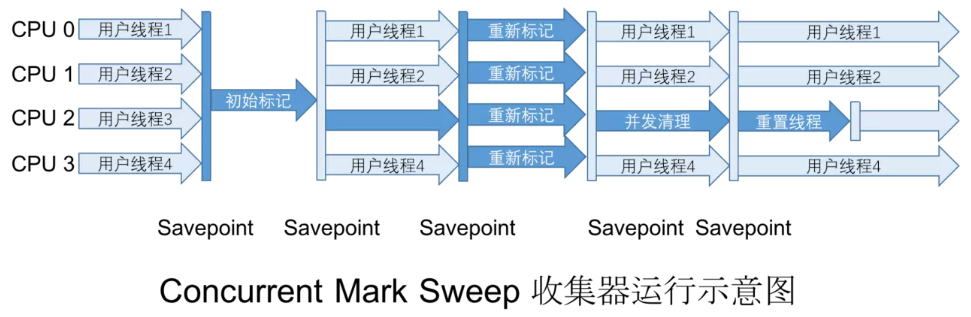 CPU 0 用户线程1 用户线程1 重新标记 用户线程1 用户线程1
CPU 1 用户线程2 用户线程2 重新标记 用户线程2 用户线程2
初始标记
CPU 2 用户线程3 重新标记 并发清理 重置线程
CPU 3 用户线程4 用户线程4 重新标记 用户线程4 用户线程4
Savepoint Savepoint Savepoint Savepoint Savepoint
Concurrent Mark Sweep 收集器运行示意图